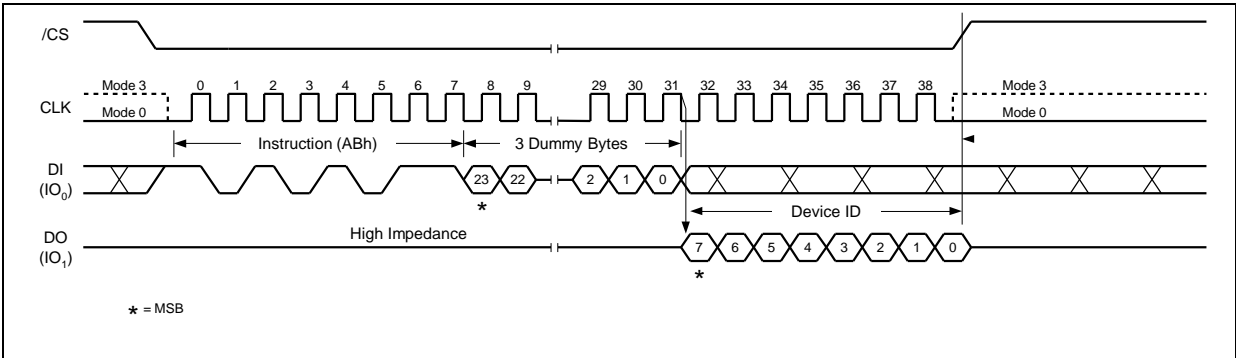 /CS
Mode 3 0 1 2 3 4 5 6 7 8 9 29 30 31 32 33 34 35 36 37 38 Mode 3
CLK
Mode 0 Mode 0
Instruction (ABh) 3 Dummy Bytes
DI
(IO0) 23 22 2 1 0
*
Device ID
High Impedance
DO
(IO1) 7 6 5 4 3 2 1 0
*
* = MSB